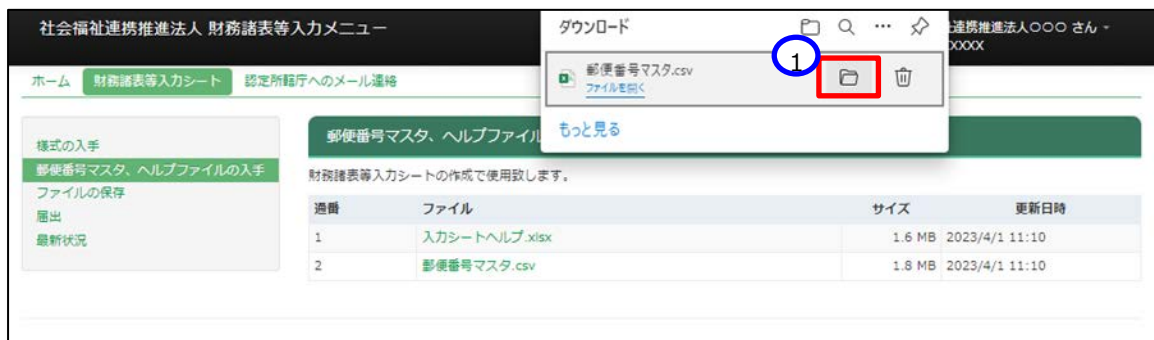 社会福祉連携推進法人 財務諸表等入力メニュー
連携推進法人〇〇〇 さん
XXXX
ダウンロード
郵便番号マスタ.csv
ファイルを開く
1
もっと見る
ホーム 財務諸表等入力シート 認定所轄庁へのメール連絡
様式の入手
郵便番号マスタ、ヘルプファイルの入手
ファイルの保存
届出
最新状況
郵便番号マスタ、ヘルプファイル
財務諸表等入力シートの作成で使用致します。
通番 ファイル サイズ 更新日時
1 入力シートヘルプ.xlsx 1.6 MB 2023/4/1 11:10
2 郵便番号マスタ.csv 1.8 MB 2023/4/1 11:10